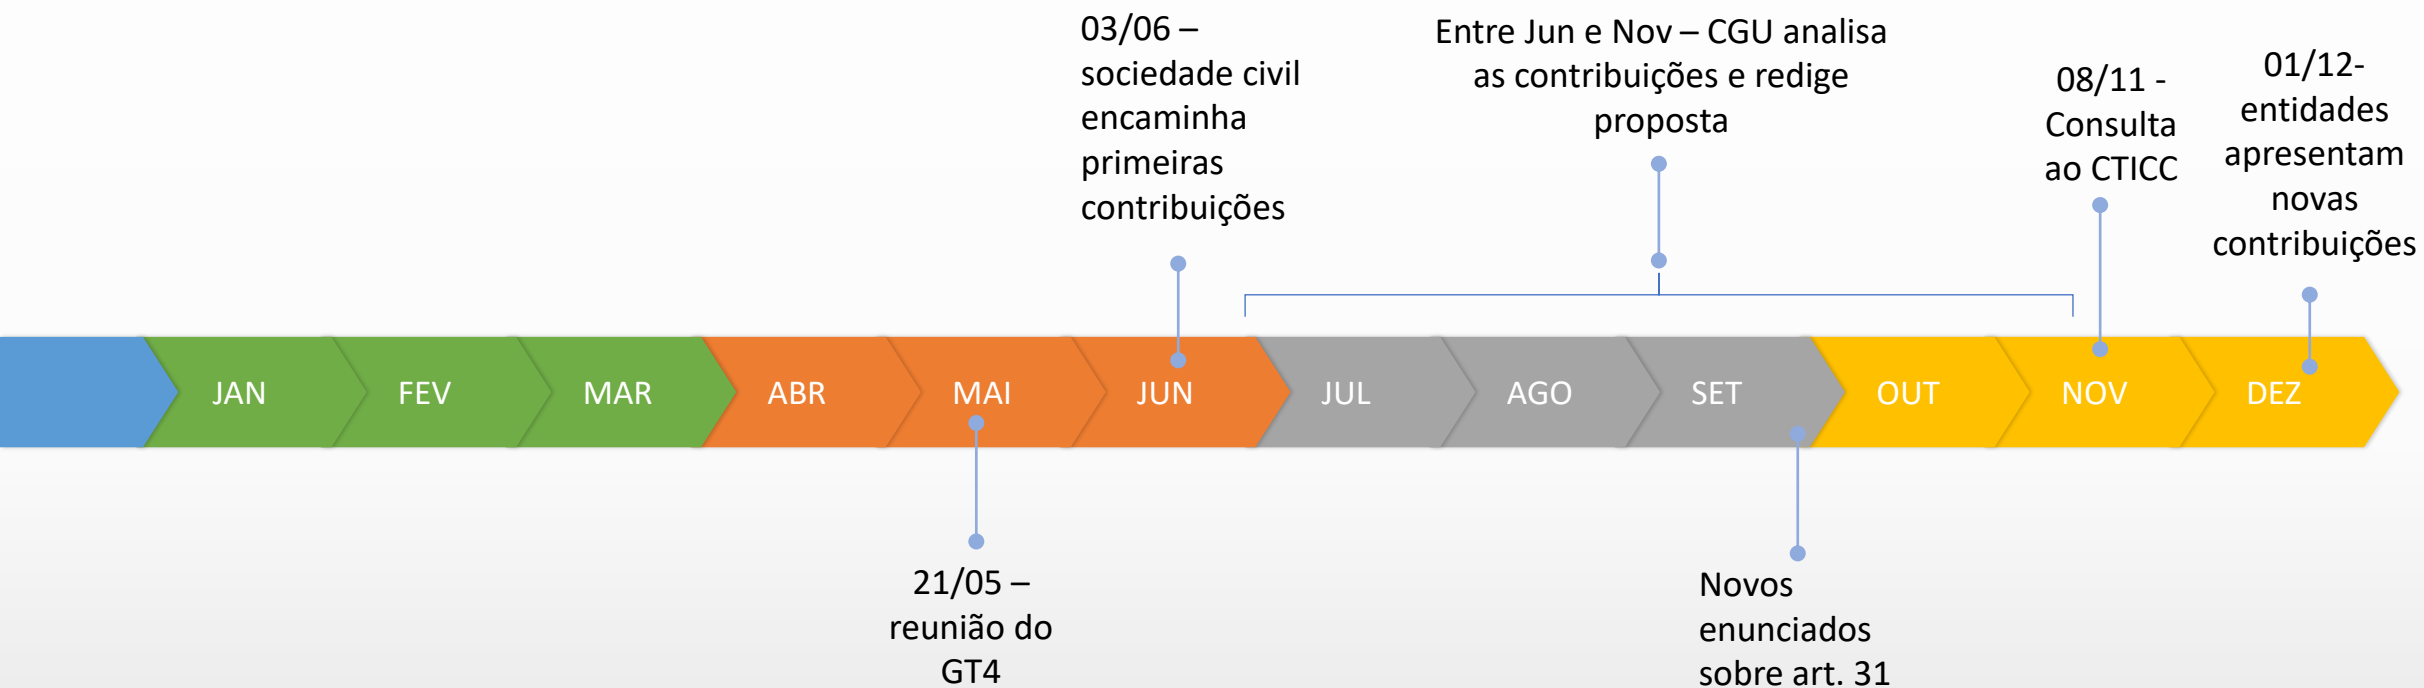 03/06 –
sociedade civil
encaminha
primeiras
contribuições
Entre Jun e Nov – CGU analisa
as contribuições e redige
proposta
08/11 -
Consulta
ao CTICC
01/12-
entidades
apresentam
novas
contribuições
JAN
FEV
MAR
ABR
MAI
JUN
JUL
AGO
SET
OUT
NOV
DEZ
21/05 –
reunião do
GT4
Novos
enunciados
sobre art. 31